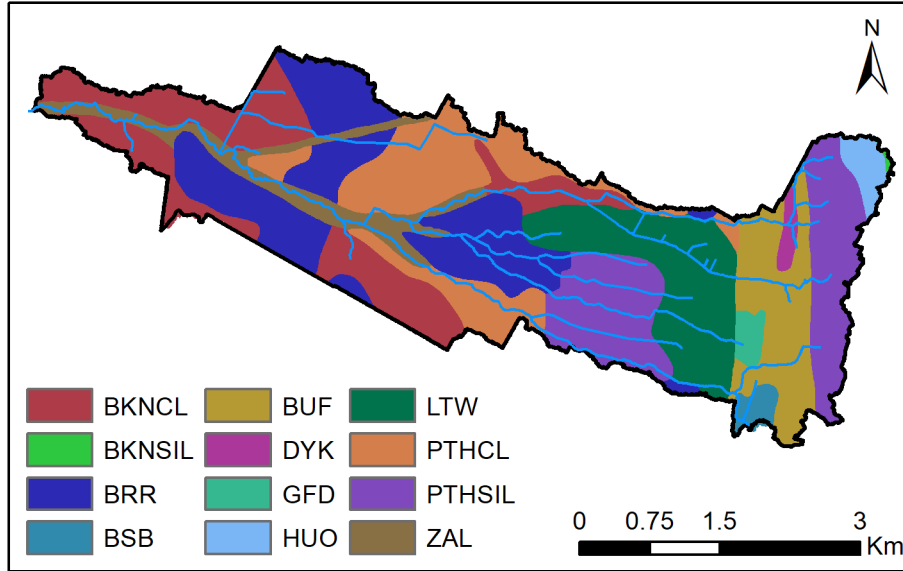 N
BKNCL BUF LTW
BKNSIL DYK PTHCL
BRR GFD PTHSIL
BSB HUO ZAL
0 0.75 1.5 3
Km